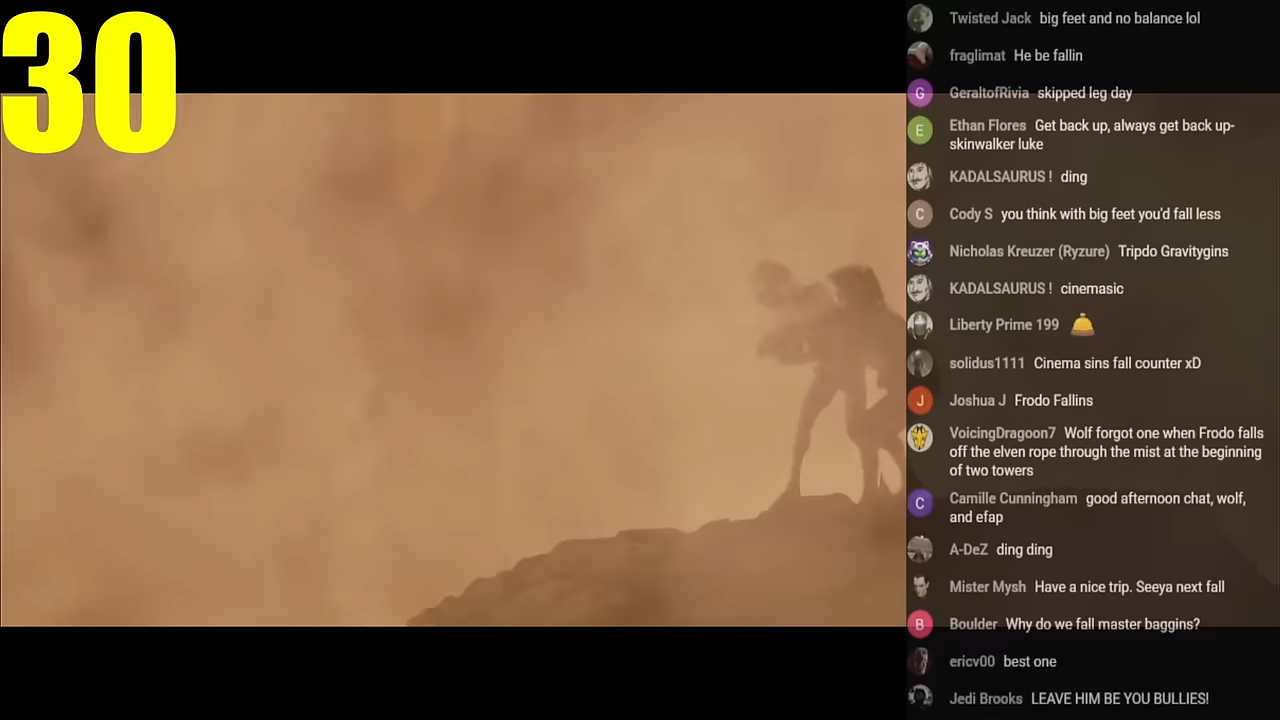 30
Twisted Jack big feet and no balance lol
fraglimat He be fallin
G GeraltofRivia skipped leg day
E Ethan Flores Get back up, always get back up-
skinwalker luke
KADALSAURUS ! ding
C Cody S you think with big feet you'd fall less
Nicholas Kreuzer (Ryzure) Tripdo Gravitygins
KADALSAURUS ! cinemasic
Liberty Prime 199
solidus1111 Cinema sins fall counter xD
J Joshua J Frodo Fallins
VoicingDragoon7 Wolf forgot one when Frodo falls
off the elven rope through the mist at the beginning
of two towers
C Camille Cunningham good afternoon chat, wolf,
and efap
A-DeZ ding ding
Mister Mysh Have a nice trip. Seeya next fall
B Boulder Why do we fall master baggins?
ericv00 best one
Jedi Brooks LEAVE HIM BE YOU BULLIES!